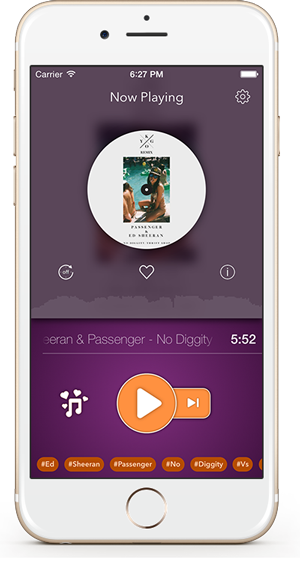 Carrier 6:27 PM
Now Playing
K
Y G
O
REMIX
PASSENGER
&
ED SHEERAN
off
eeran & Passenger - No Diggity 5:52
#Ed #Sheeran #Passenger #No #Diggity #Vs